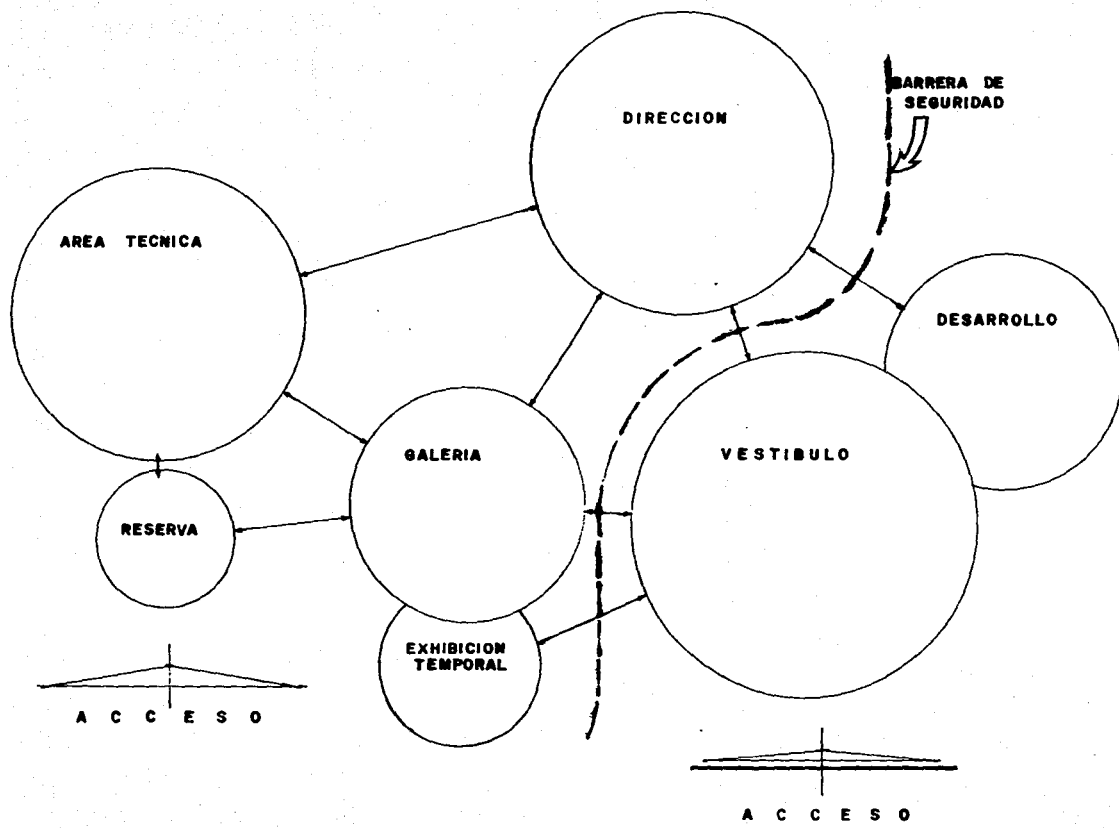 BARRERA DE
SEGURIDAD
DIRECCION
AREA TECNICA
DESARROLLO
GALERIA
VESTIBULO
RESERVA
EXHIBICION
TEMPORAL
A C C E S O
A C C E S O